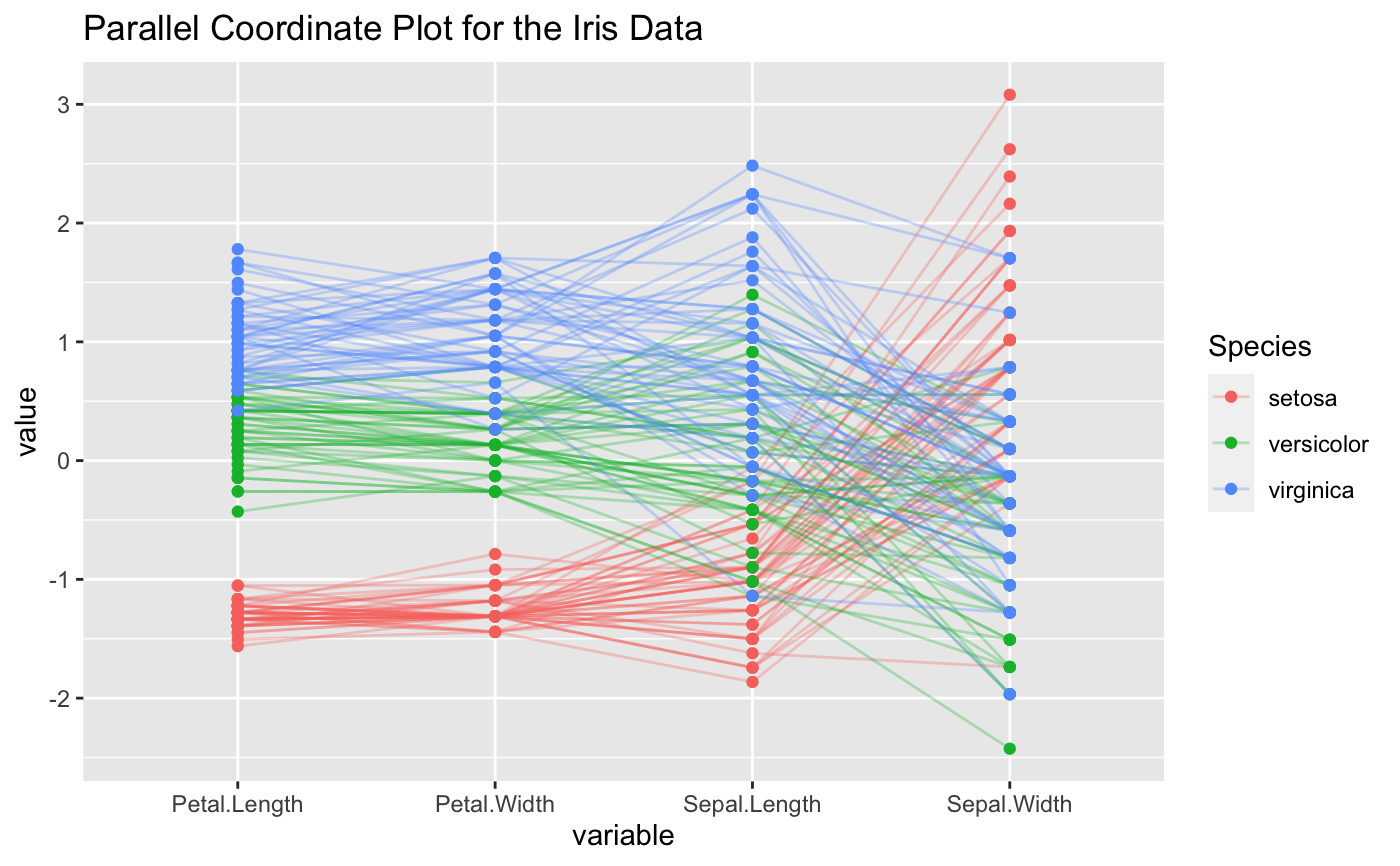 Parallel Coordinate Plot for the Iris Data
3
2
1
0
-1
-2
value
Petal.Length
Petal.Width
Sepal.Length
Sepal.Width
variable
Species
setosa
versicolor
virginica